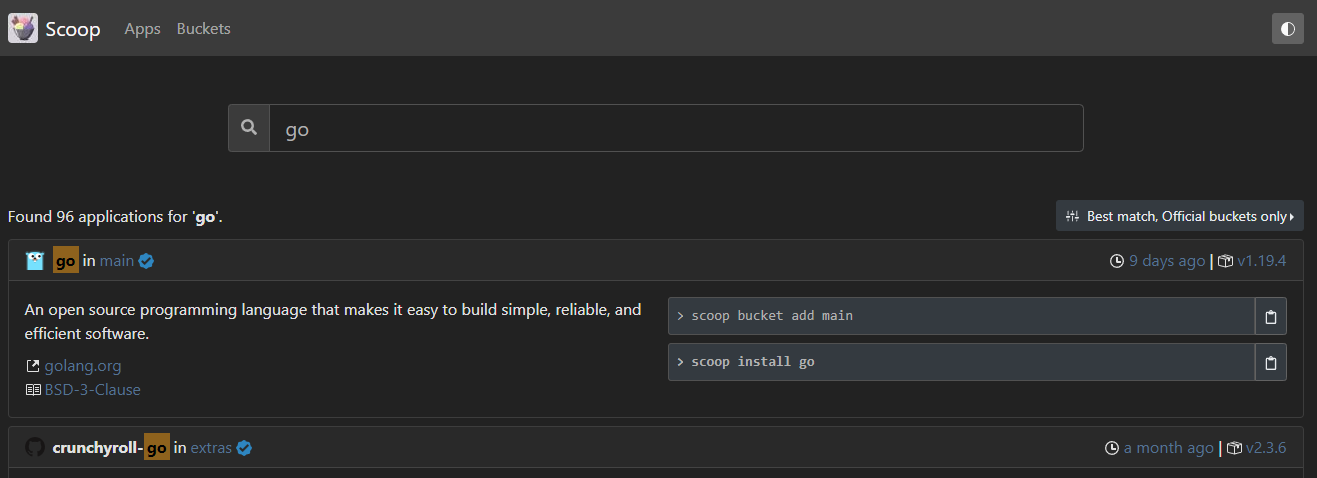 Scoop Apps Buckets
go
Found 96 applications for 'go'.
Best match, Official buckets only
go in main
9 days ago | v1.19.4
An open source programming language that makes it easy to build simple, reliable, and
efficient software.
golang.org
BSD-3-Clause
> scoop bucket add main
> scoop install go
crunchyroll-go in extras
a month ago | v2.3.6